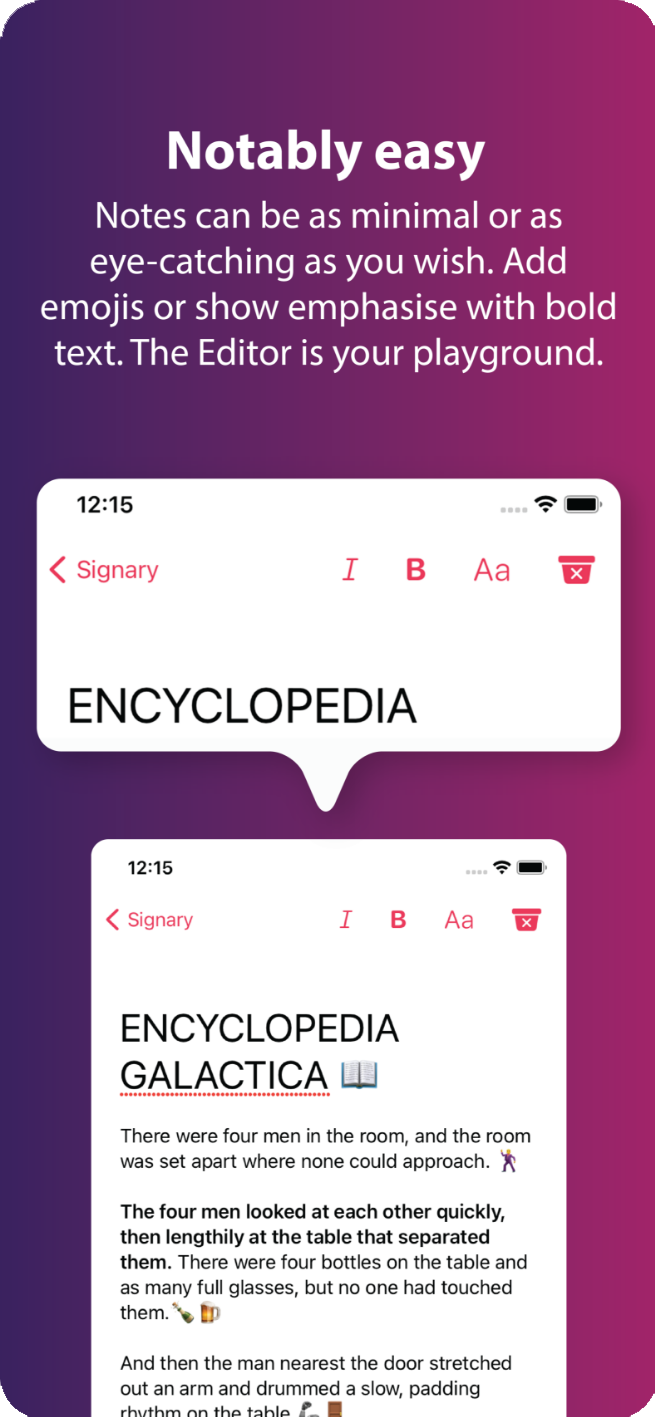 Notably easy
Notes can be as minimal or as
eye-catching as you wish. Add
emojis or show emphasise with bold
text. The Editor is your playground.
12:15
Signary I B Aa
ENCYCLOPEDIA
12:15
Signary I B Aa
ENCYCLOPEDIA
GALACTICA 📖
There were four men in the room, and the room
was set apart where none could approach. 🕺
The four men looked at each other quickly,
then lengthily at the table that separated
them. There were four bottles on the table and
as many full glasses, but no one had touched
them.🍾 🍺
And then the man nearest the door stretched
out an arm and drummed a slow, padding
rhythm on the table 🦾 🚪